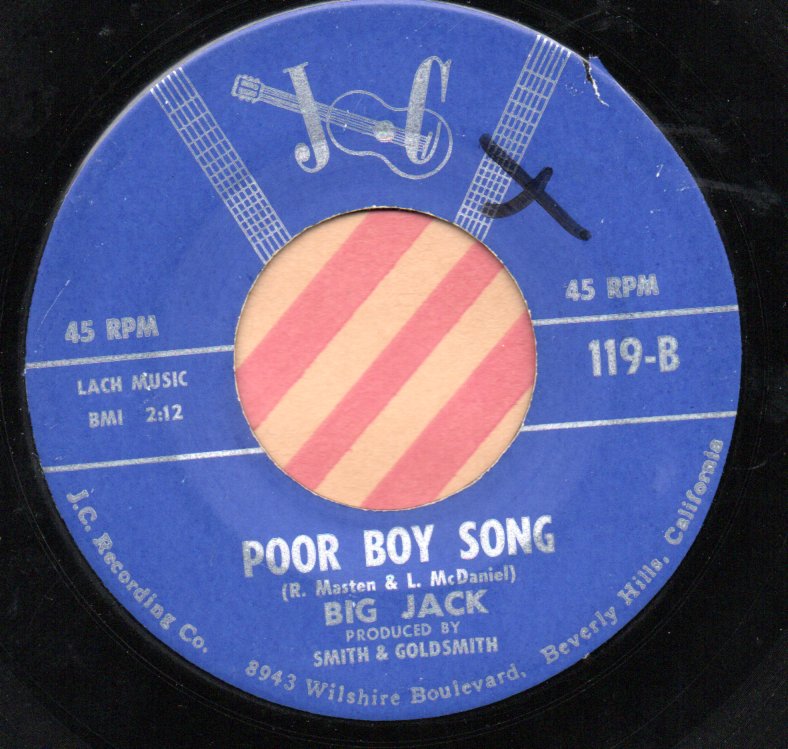 J C
45 RPM
45 RPM
LACH MUSIC
BMI 2:12
119-B
POOR BOY SONG
(R. Masten & L. McDaniel)
BIG JACK
PRODUCED BY
SMITH & GOLDSMITH
J.C. Recording Co.
8943 Wilshire Boulevard, Beverly Hills, California